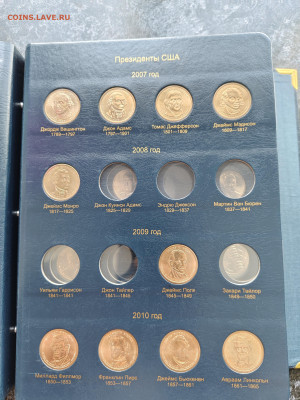 COINS.LAV.RU
Президенты США
2007 год
Джордж Вашингтон
1789—1797
Джон Адамс
1797—1801
Томас Джефферсон
1801—1809
Джеймс Мэдисон
1809—1817
2008 год
Джеймс Монро
1817—1825
Джон Куинси Адамс
1825—1829
Эндрю Джексон
1829—1837
Мартин Ван Бюрен
1837—1841
2009 год
Уильям Гаррисон
1841—1841
Джон Тайлер
1841—1845
Джеймс Полк
1845—1849
Закари Тейлор
1849—1850
2010 год
Миллард Филлмор
1850—1853
Франклин Пирс
1853—1857
Джеймс Бьюкенен
1857—1861
Авраам Линкольн
1861—1865